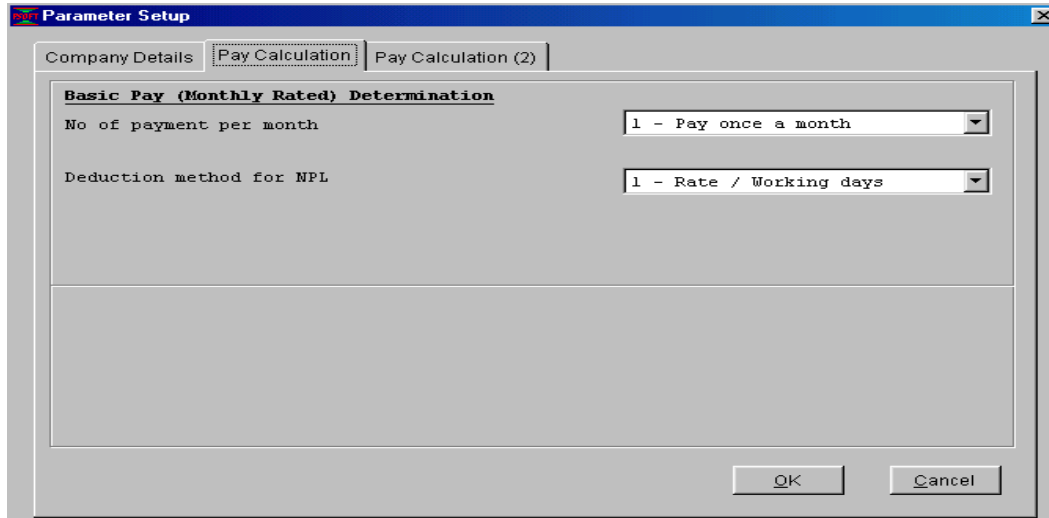 Parameter Setup
Company Details Pay Calculation Pay Calculation (2)
Basic Pay (Monthly Rated) Determination
No of payment per month 1 - Pay once a month
Deduction method for NPL 1 - Rate / Working days
OK Cancel